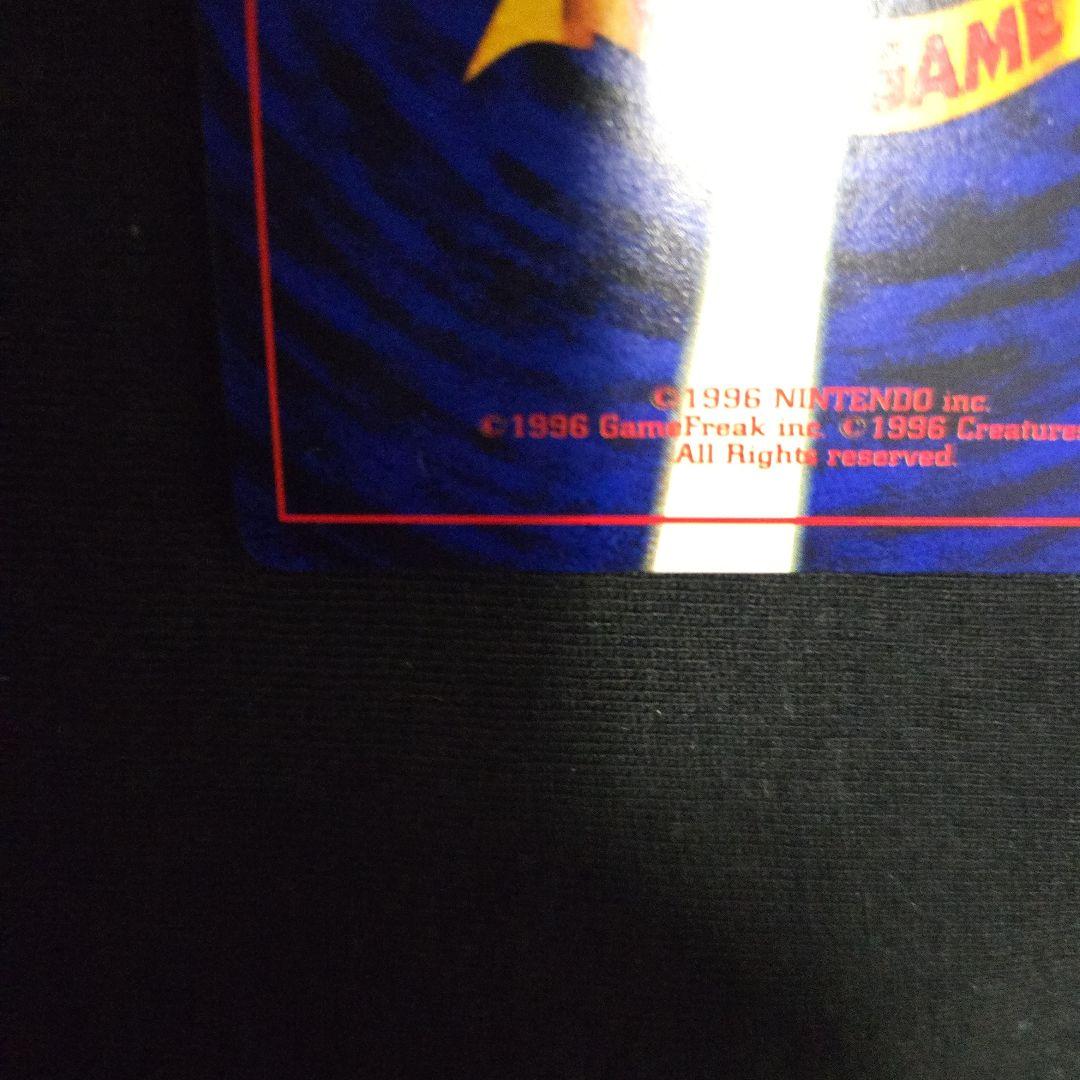 GAME
©1996 NINTENDO inc.
©1996 GameFreak inc. ©1996 Creatures
All Rights reserved.